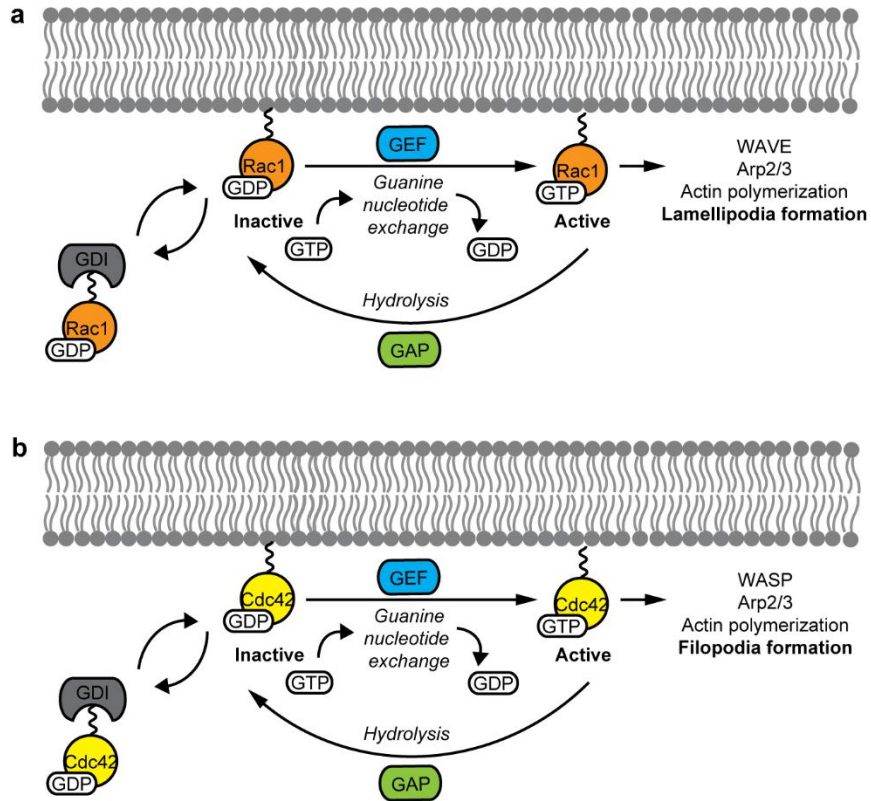 a
Rac1
GDP
Inactive
GEF
Guanine
nucleotide
exchange
GTP
GDP
Rac1
GTP
Active
WAVE
Arp2/3
Actin polymerization
Lamellipodia formation
GDI
Rac1
GDP
Hydrolysis
GAP
b
Cdc42
GDP
Inactive
GEF
Guanine
nucleotide
exchange
GTP
GDP
Cdc42
GTP
Active
WASP
Arp2/3
Actin polymerization
Filopodia formation
GDI
Cdc42
GDP
Hydrolysis
GAP